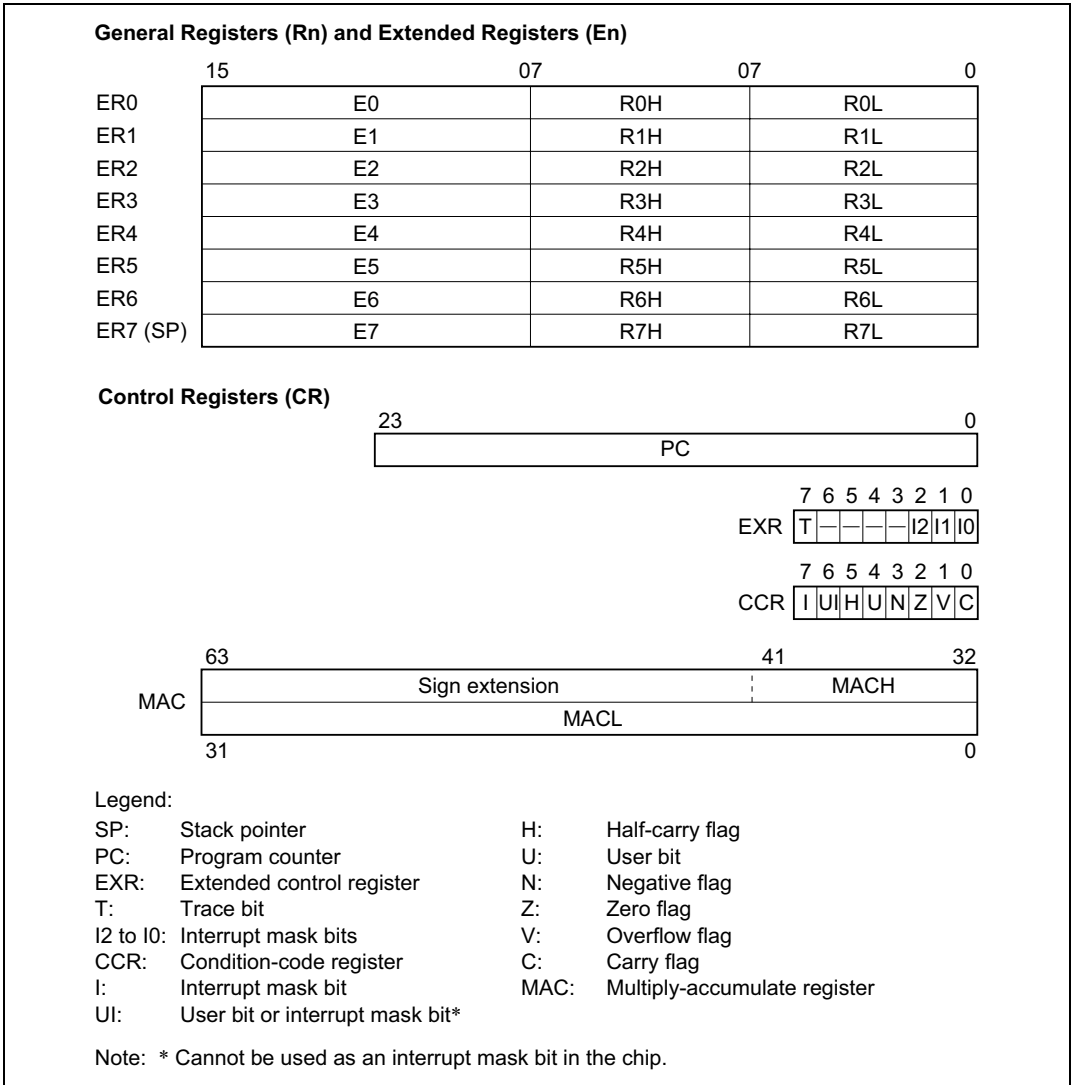 General Registers (Rn) and Extended Registers (En)
15 07 07 0
ER0 E0 R0H R0L
ER1 E1 R1H R1L
ER2 E2 R2H R2L
ER3 E3 R3H R3L
ER4 E4 R4H R4L
ER5 E5 R5H R5L
ER6 E6 R6H R6L
ER7 (SP) E7 R7H R7L
Control Registers (CR)
23 0
PC
7 6 5 4 3 2 1 0
EXR T — — — — I2 I1 I0
7 6 5 4 3 2 1 0
CCR I UI H U N Z V C
63 41 32
MAC Sign extension MACH
MACL
31 0
Legend:
SP: Stack pointer H: Half-carry flag
PC: Program counter U: User bit
EXR: Extended control register N: Negative flag
T: Trace bit Z: Zero flag
I2 to I0: Interrupt mask bits V: Overflow flag
CCR: Condition-code register C: Carry flag
I: Interrupt mask bit MAC: Multiply-accumulate register
UI: User bit or interrupt mask bit*
Note: * Cannot be used as an interrupt mask bit in the chip.